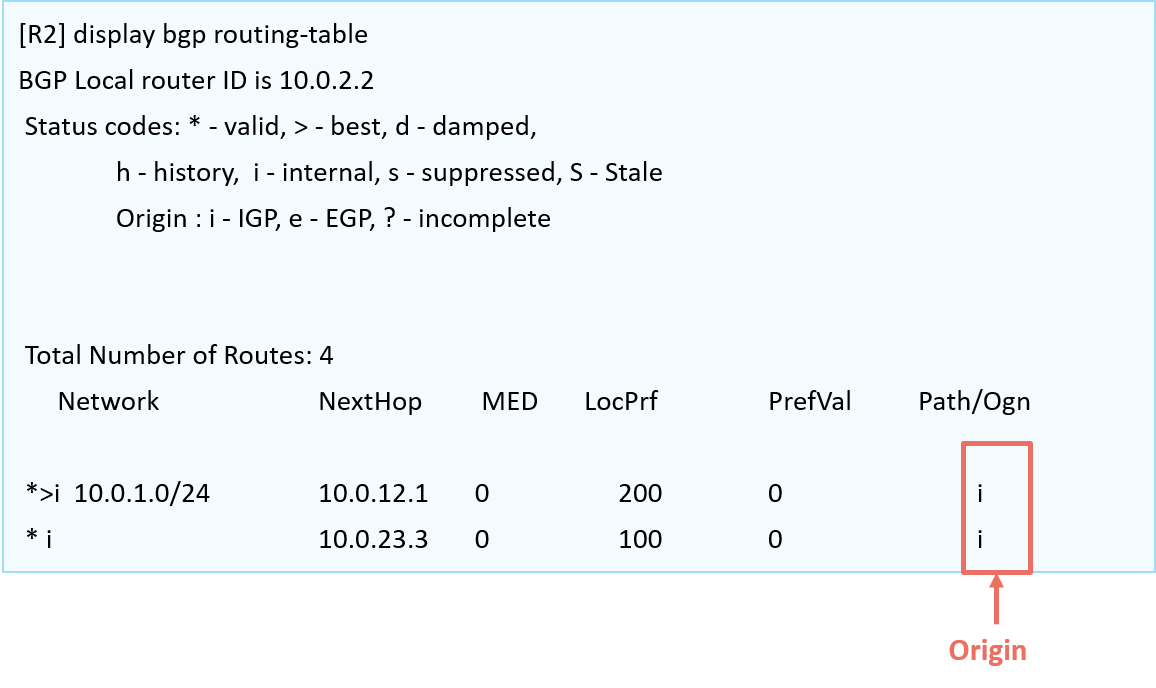 [R2] display bgp routing-table
BGP Local router ID is 10.0.2.2
Status codes: * - valid, > - best, d - damped,
h - history,  i - internal, s - suppressed, S - Stale
Origin : i - IGP, e - EGP, ? - incomplete
Total Number of Routes: 4
Network NextHop MED LocPrf PrefVal Path/Ogn
*>i 10.0.1.0/24 10.0.12.1 0 200 0 i
* i 10.0.23.3 0 100 0 i
Origin